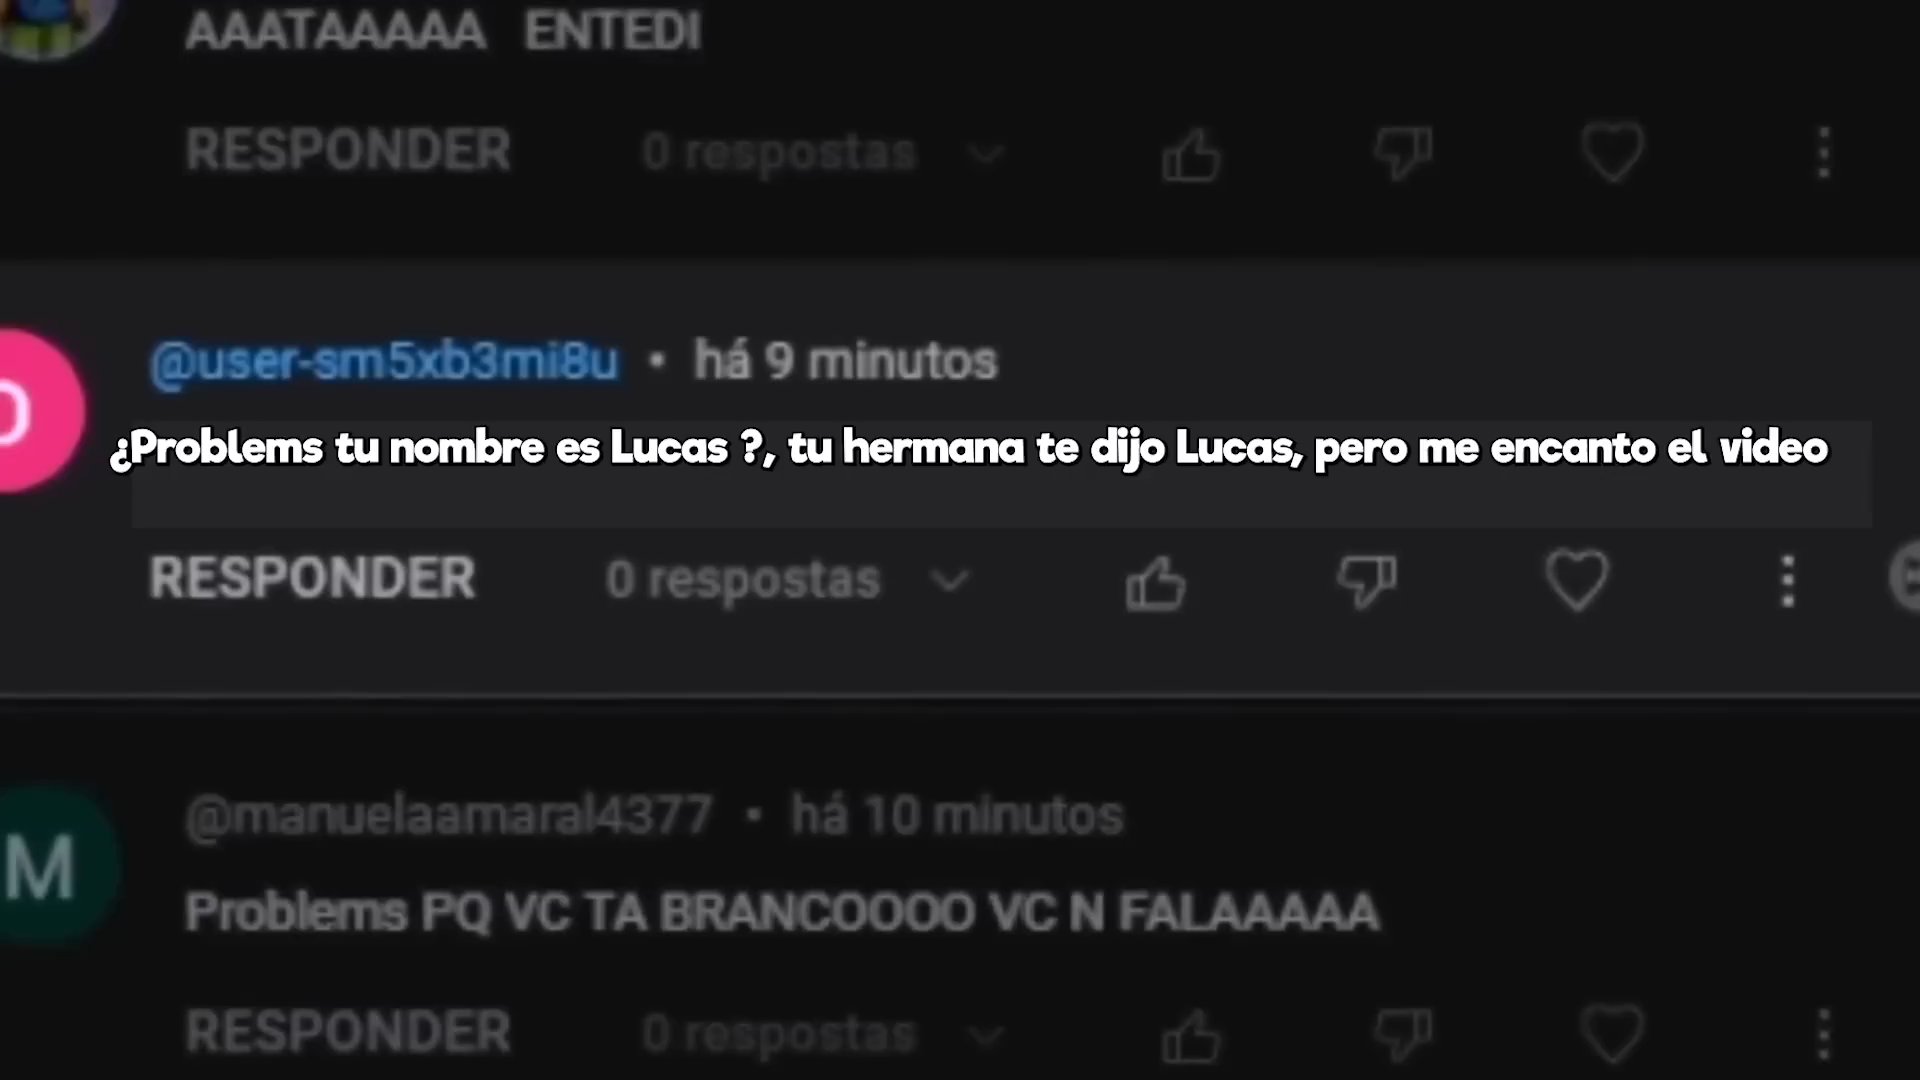 AAATAAAAA ENTEDI
RESPONDER 0 respostas
@user-sm5xb3mi8u • há 9 minutos
¿Problems tu nombre es Lucas ?, tu hermana te dijo Lucas, pero me encanto el video
RESPONDER 0 respostas
@manuelaamaral4377 • há 10 minutos
M
Problems PQ VC TA BRANCOOOO VC N FALAAAAA
RESPONDER 0 respostas